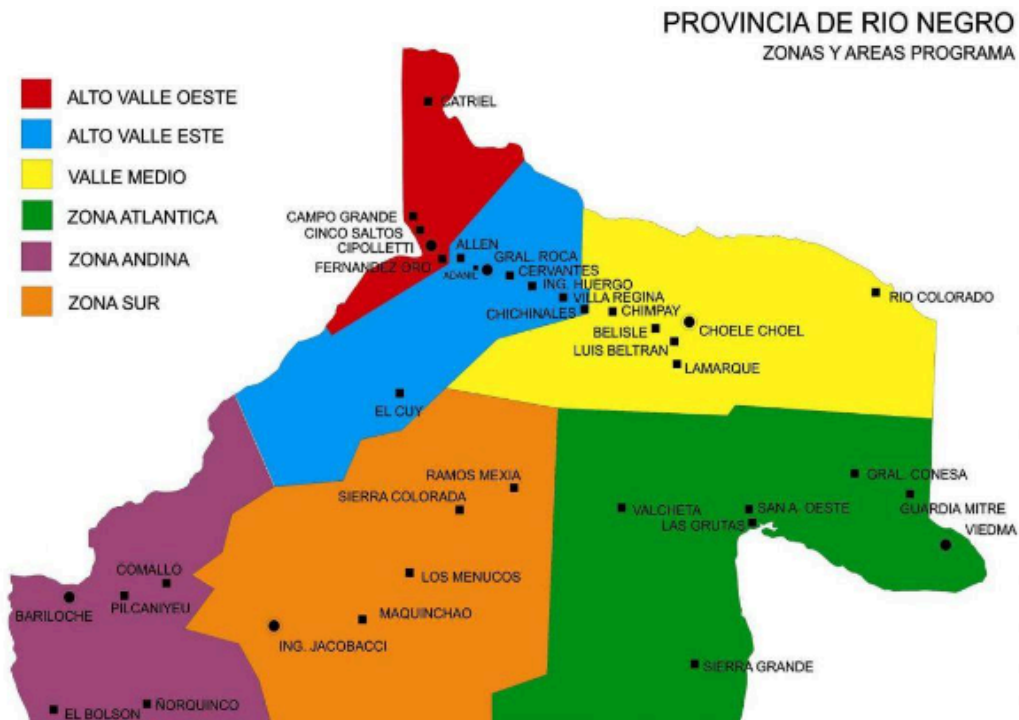 PROVINCIA DE RIO NEGRO
ZONAS Y AREAS PROGRAMA
ALTO VALLE OESTE
ALTO VALLE ESTE
VALLE MEDIO
ZONA ATLANTICA
ZONA ANDINA
ZONA SUR
CATRIEL
CAMPO GRANDE
CINCO SALTOS
CIPOLLETTI
FERNANDEZ ORO
ALLEN
GRAL. ROCA
CERVANTES
ING. HUERGO
VILLA REGINA
CHICHINALES
CHIMPAY
RIO COLORADO
BELISLE
CHOELE CHOEL
LUIS BELTRAN
LAMARQUE
EL CUY
RAMOS MEXIA
SIERRA COLORADA
VALCHETA
GRAL. CONESA
SAN A. OESTE
GUARDIA MITRE
LAS GRUTAS
VIEDMA
COMALLO
LOS MENUCOS
BARILOCHE
PILCANIYEU
MAQUINCHAO
ING. JACOBACCI
SIERRA GRANDE
EL BOLSON
ÑORQUINCO